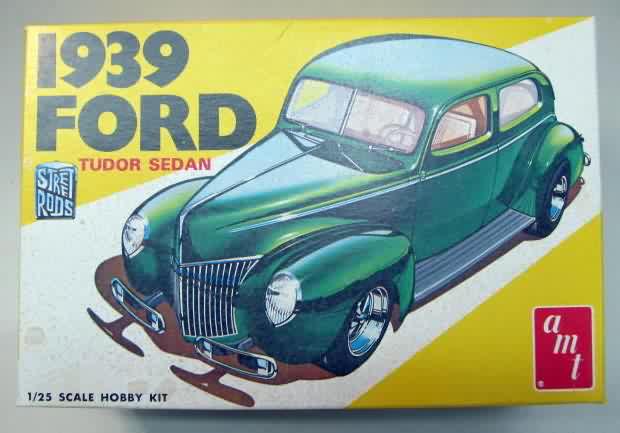 1939
FORD
TUDOR SEDAN
STREET
RODS
amt
1/25 SCALE HOBBY KIT